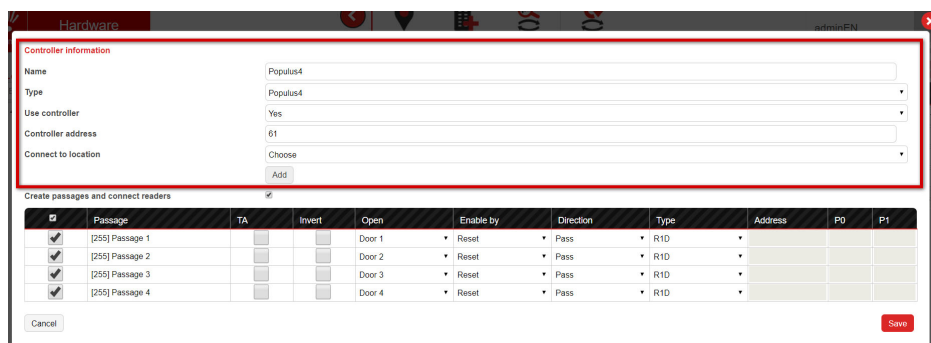 Hardware
adminEN
Controller information
Name Populus4
Type Populus4
Use controller Yes
Controller address 61
Connect to location Choose
Add
Create passages and connect readers
Passage TA Invert Open Enable by Direction Type Address P0 P1
[255] Passage 1 Door 1 Reset Pass R1D
[255] Passage 2 Door 2 Reset Pass R1D
[255] Passage 3 Door 3 Reset Pass R1D
[255] Passage 4 Door 4 Reset Pass R1D
Cancel Save